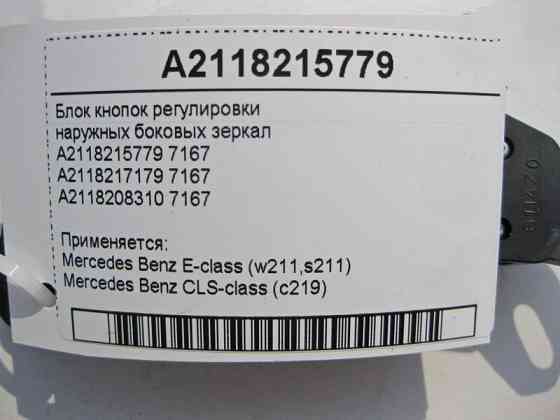 A2118215779
Блок кнопок регулировки
наружных боковых зеркал
A2118215779 7167
A2118217179 7167
A2118208310 7167
Применяется:
Mercedes Benz E-class (w211,s211)
Mercedes Benz CLS-class (c219)